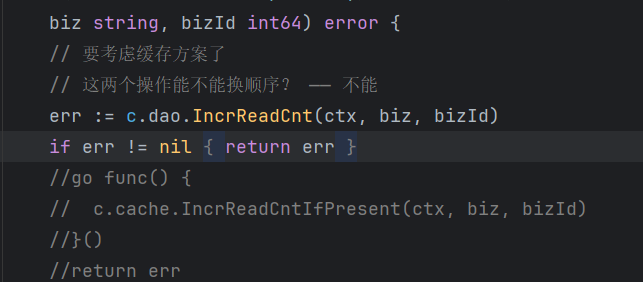 biz string, bizId int64) error {
// 要考虑缓存方案了
// 这两个操作能不能换顺序？ —— 不能
err := c.dao.IncrReadCnt(ctx, biz, bizId)
if err != nil { return err }
//go func() {
//  c.cache.IncrReadCntIfPresent(ctx, biz, bizId)
//}()
//return err